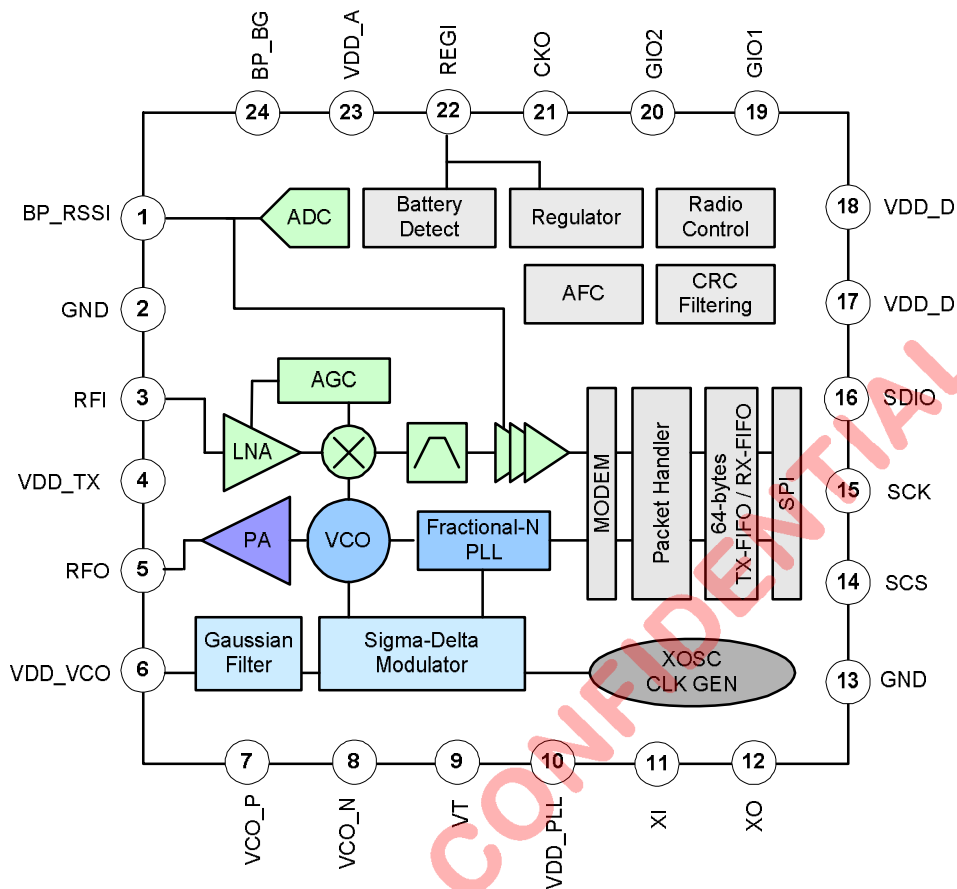 BP_BG
VDD_A
REGI
CKO
GIO2
GIO1
24
23
22
21
20
19
BP_RSSI
1
ADC
Battery
Detect
Regulator
Radio
Control
18
VDD_D
GND
2
AFC
CRC
Filtering
17
VDD_D
RFI
3
AGC
16
SDIO
LNA
VDD_TX
4
MODEM
Packet Handler
64-bytes
TX-FIFO / RX-FIFO
SPI
15
SCK
RFO
5
PA
VCO
Fractional-N
PLL
14
SCS
VDD_VCO
6
Gaussian
Filter
Sigma-Delta
Modulator
XOSC
CLK GEN
13
GND
7
8
9
10
11
12
VCO_P
VCO_N
VT
VDD_PLL
XI
XO
CONFIDENTIAL